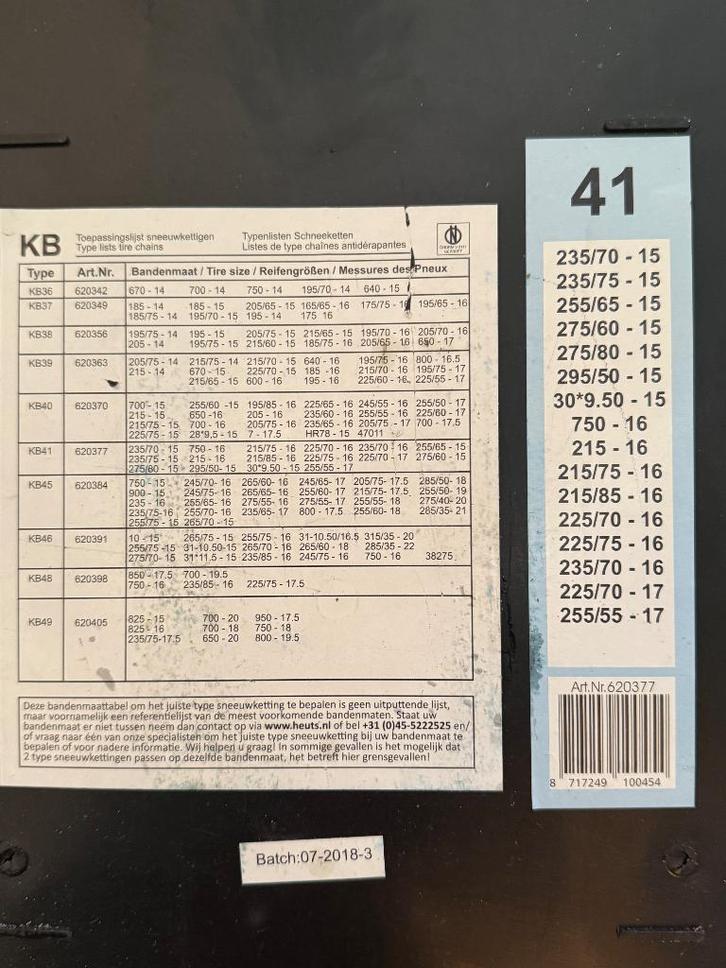 KB
Toepassingslijst sneeuwkettigen Typenlisten Schneeketten
Type lists tire chains Listes de type chaînes antidérapantes
Type Art.Nr. Bandenmaat / Tire size / Reifengrößen / Messures des Pneux
KB36 620342 670 - 14 700 - 14 750 - 14 195/70 - 14 640 - 15
KB37 620349 185 - 14 185 - 15 205/65 - 15 165/65 - 16 175/75 - 16 195/65 - 16
185/75 - 14 195/70 - 15 195 - 14 175 16
KB38 620356 195/75 - 14 195 - 15 205/75 - 15 215/65 - 15 195/70 - 16 205/70 - 16
205 - 14 195/75 - 15 215/60 - 15 185/75 - 16 205/65 - 16 650 - 17
KB39 620363 205/75 - 14 215/75 - 14 215/70 - 15 640 - 16 195/75 - 16 800 - 16.5
215 - 14 670 - 15 225/70 - 15 185 - 16 215/70 - 16 195/75 - 17
215/65 - 15 600 - 16 195 - 16 225/60 - 16 225/55 - 17
KB40 620370 700 - 15 255/60 -15 195/85 - 16 225/65 - 16 245/55 - 16 255/50 - 17
215 - 15 650 -16 205 - 16 235/60 - 16 255/55 - 16 225/60 - 17
215/75 - 15 700 - 16 205/75 - 16 235/65 - 16 205/75 - 17 700 - 17.5
225/75 - 15 28*9,5 - 15 7 - 17.5 HR78 - 15 47011
KB41 620377 235/70 - 15 750 - 16 215/75 - 16 225/70 - 16 235/70 - 16 255/65 - 15
235/75 - 15 215 - 16 215/85 - 16 225/75 - 16 225/70 - 17 275/60 - 15
275/80 - 15 295/50- 15 30*9.50 - 15 255/55 - 17
KB45 620384 750 - 15 245/70 - 16 265/60- 16 245/65 - 17 205/75- 17.5 285/50- 18
900 - 15 245/75 - 16 265/65- 16 255/60- 17 215/75- 17.5 255/50- 19
235 - 16 255/65 - 16 275/55- 16 275/55- 17 255/55- 18 275/40- 20
235/75-16 255/70 - 16 235/65- 17 800 - 17.5 255/60- 18 285/35- 21
255/75 - 15 265/70 - 15
KB46 620391 10 - 15 265/75 - 15 255/75 - 16 31-10.50/16.5 315/35 - 20
255/75 -15 31-10.50-15 265/70 - 16 265/60 - 18 285/35 - 22
275/70- 15 31*11.5 - 15 235/85 - 16 245/75 - 16 750 - 16 38275
KB48 620398 850 - 17.5 700 - 19.5
750 - 16 235/85 - 16 225/75 - 17.5
KB49 620405 825 - 15 700 - 20 950 - 17.5
825 - 16 700 - 18 750 - 18
235/75-17.5 650 - 20 800 - 19.5
Deze bandenmaattabel om het juiste type sneeuwketting te bepalen is geen uitputtende lijst,
maar voornamelijk een referentielijst van de meest voorkomende bandenmaten. Staat uw
bandenmaat er niet tussen neem dan contact op via www.heuts.nl of bel +31 (0)45-5222525 en/
of vraag naar één van onze specialisten om het juiste type sneeuwketting bij uw bandenmaat te
bepalen of voor nadere informatie. Wij helpen u graag! In sommige gevallen is het mogelijk dat
2 type sneeuwkettingen passen op dezelfde bandenmaat, het betreft hier grensgevallen!
41
235/70 - 15
235/75 - 15
255/65 - 15
275/60 - 15
275/80 - 15
295/50 - 15
30*9.50 - 15
750 - 16
215 - 16
215/75 - 16
215/85 - 16
225/70 - 16
225/75 - 16
235/70 - 16
225/70 - 17
255/55 - 17
Art.Nr.620377
8 717249 100454
Batch:07-2018-3